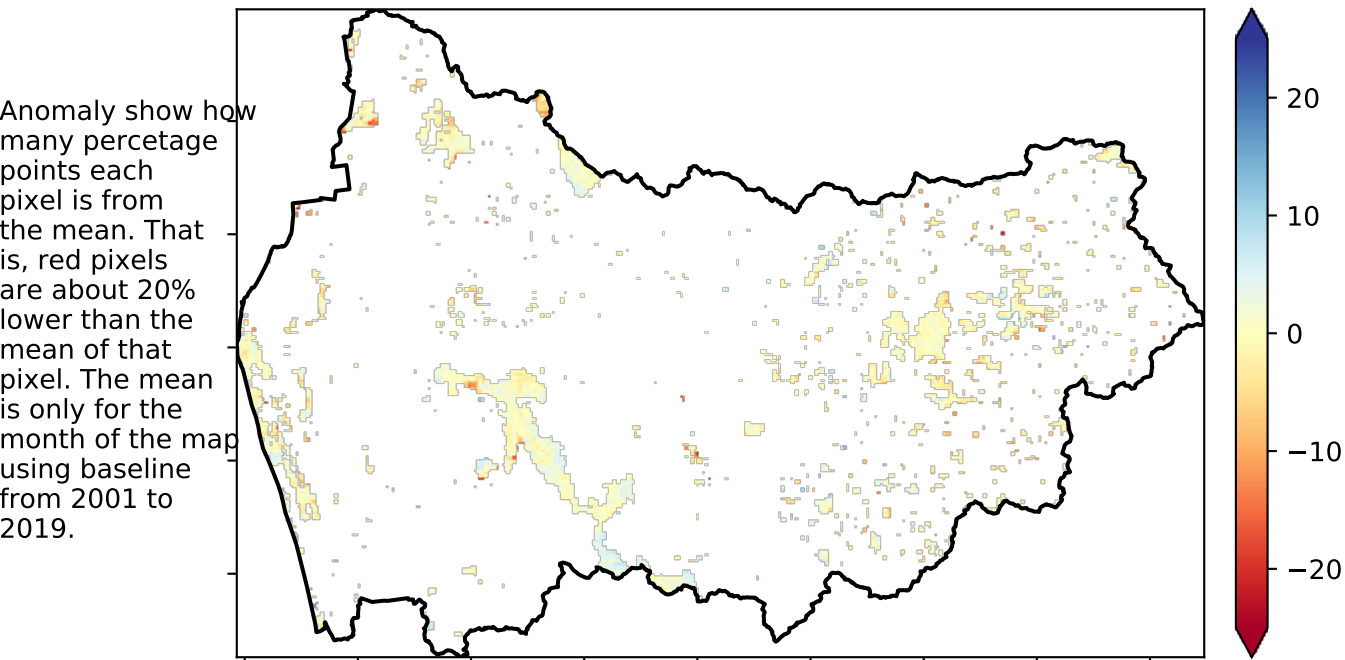 Anomaly show how
many percetage
points each
pixel is from
the mean. That
is, red pixels
are about 20%
lower than the
mean of that
pixel. The mean
is only for the
month of the map
using baseline
from 2001 to
2019.
20
10
0
−10
−20